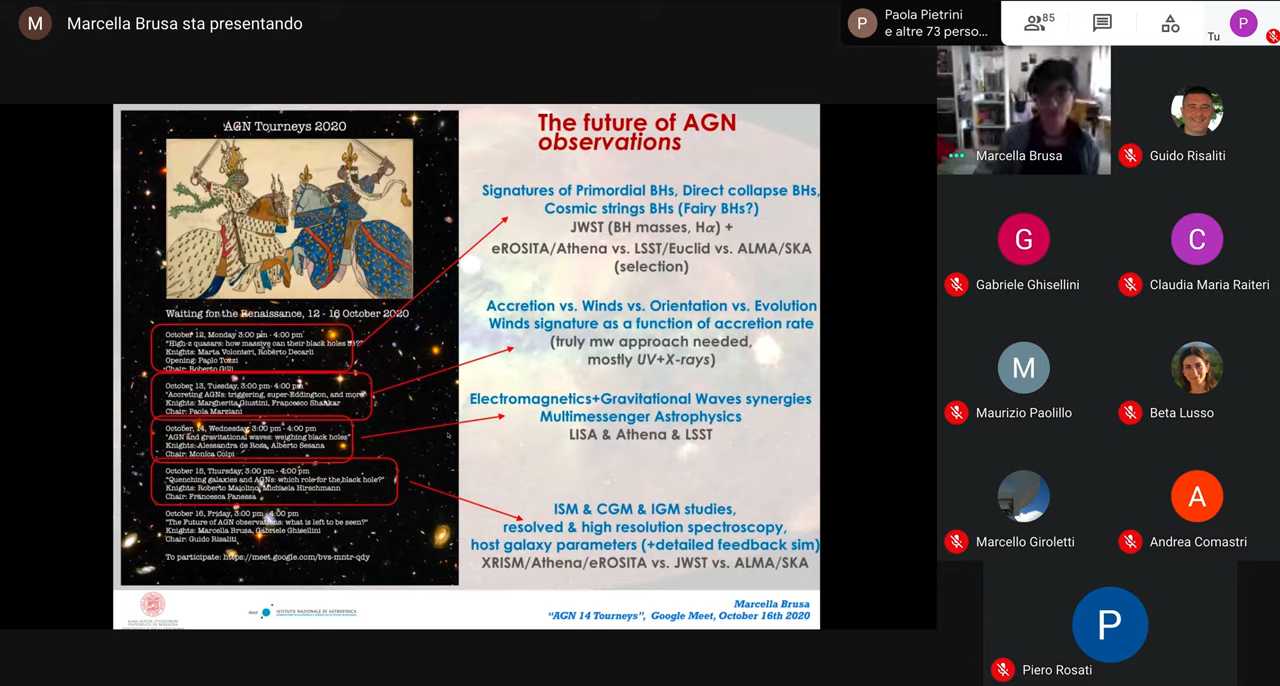 M
Marcella Brusa sta presentando
P
Paola Pietrini
e altre 73 perso...
85
Tu
P
AGN Tourneys 2020
Waiting for the Renaissance, 12 - 16 October 2020
October 12, Monday 3:00 pm - 4:00 pm
"High-z quasars: how massive can their black holes be?"
Knights: Marta Volonteri, Roberto Decarli
Opening: Paolo Tozzi
Chair: Roberto Gilli
October 13, Tuesday, 3:00 pm - 4:00 pm
"Accreting AGNs: triggering, super-Eddington, and more"
Knights: Margherita Giustini, Francesco Shankar
Chair: Paola Marziani
October, 14, Wednesday, 3:00 pm - 4:00 pm
"AGN and gravitational waves: weighing black holes"
Knights: Alessandra de Rosa, Alberto Sesana
Chair: Monica Colpi
October 15, Thursday, 3:00 pm - 4:00 pm
"Quenching galaxies and AGNs: which role for the black hole?"
Knights: Roberto Maiolino, Michaela Hirschmann
Chair: Francesca Panessa
October 16, Friday, 3:00 pm - 4:00 pm
"The Future of AGN observations: what is left to be seen?"
Knights: Marcella Brusa, Gabriele Ghisellini
Chair: Guido Risaliti
To participate: https://meet.google.com/bvs-mntr-qdy
The future of AGN
observations
Signatures of Primordial BHs, Direct collapse BHs,
Cosmic strings BHs (Fairy BHs?)
JWST (BH masses, Hα) +
eROSITA/Athena vs. LSST/Euclid vs. ALMA/SKA
(selection)
Accretion vs. Winds vs. Orientation vs. Evolution
Winds signature as a function of accretion rate
(truly mw approach needed,
mostly UV+X-rays)
Electromagnetics+Gravitational Waves synergies
Multimessenger Astrophysics
LISA & Athena & LSST
ISM & CGM & IGM studies,
resolved & high resolution spectroscopy,
host galaxy parameters (+detailed feedback sim)
XRISM/Athena/eROSITA vs. JWST vs. ALMA/SKA
ALMA MATER STUDIORUM
UNIVERSITÀ DI BOLOGNA
INAF
ISTITUTO NAZIONALE DI ASTROFISICA
Marcella Brusa
"AGN 14 Tourneys", Google Meet, October 16th 2020
Marcella Brusa
Guido Risaliti
G
Gabriele Ghisellini
C
Claudia Maria Raiteri
M
Maurizio Paolillo
Beta Lusso
Marcello Giroletti
A
Andrea Comastri
P
Piero Rosati